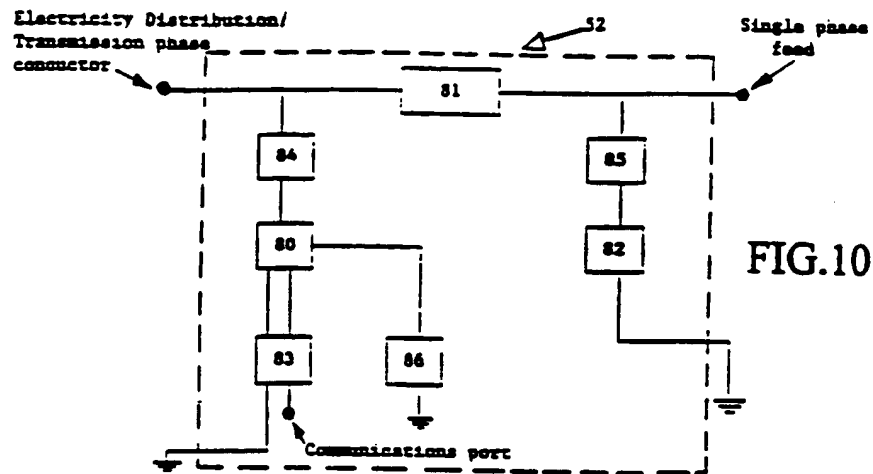 Electricity Distribution/
Transmission phase
conductor
52
Single phase
feed
81
84
85
80
82
FIG.10
83
86
Communications port